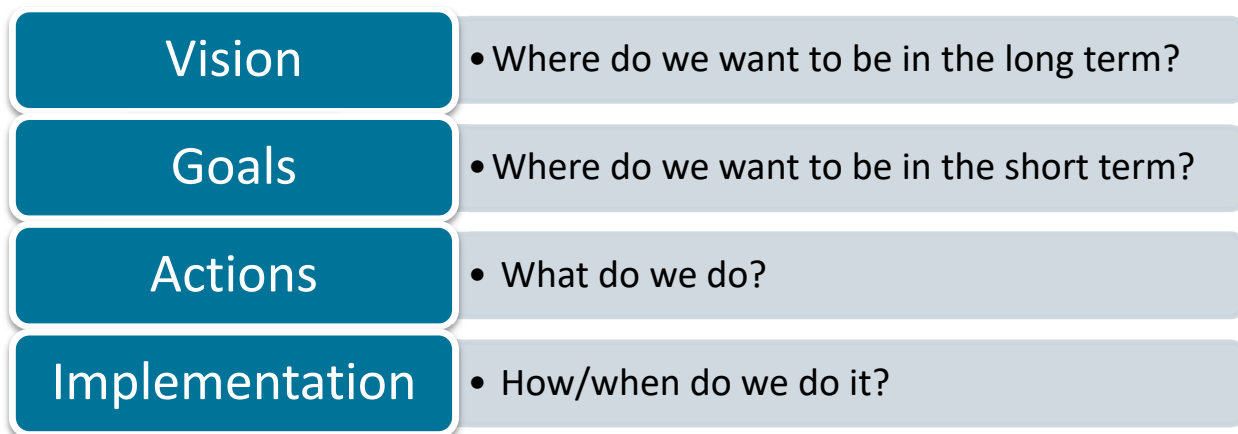 Vision
•Where do we want to be in the long term?
Goals
•Where do we want to be in the short term?
Actions
• What do we do?
Implementation
• How/when do we do it?